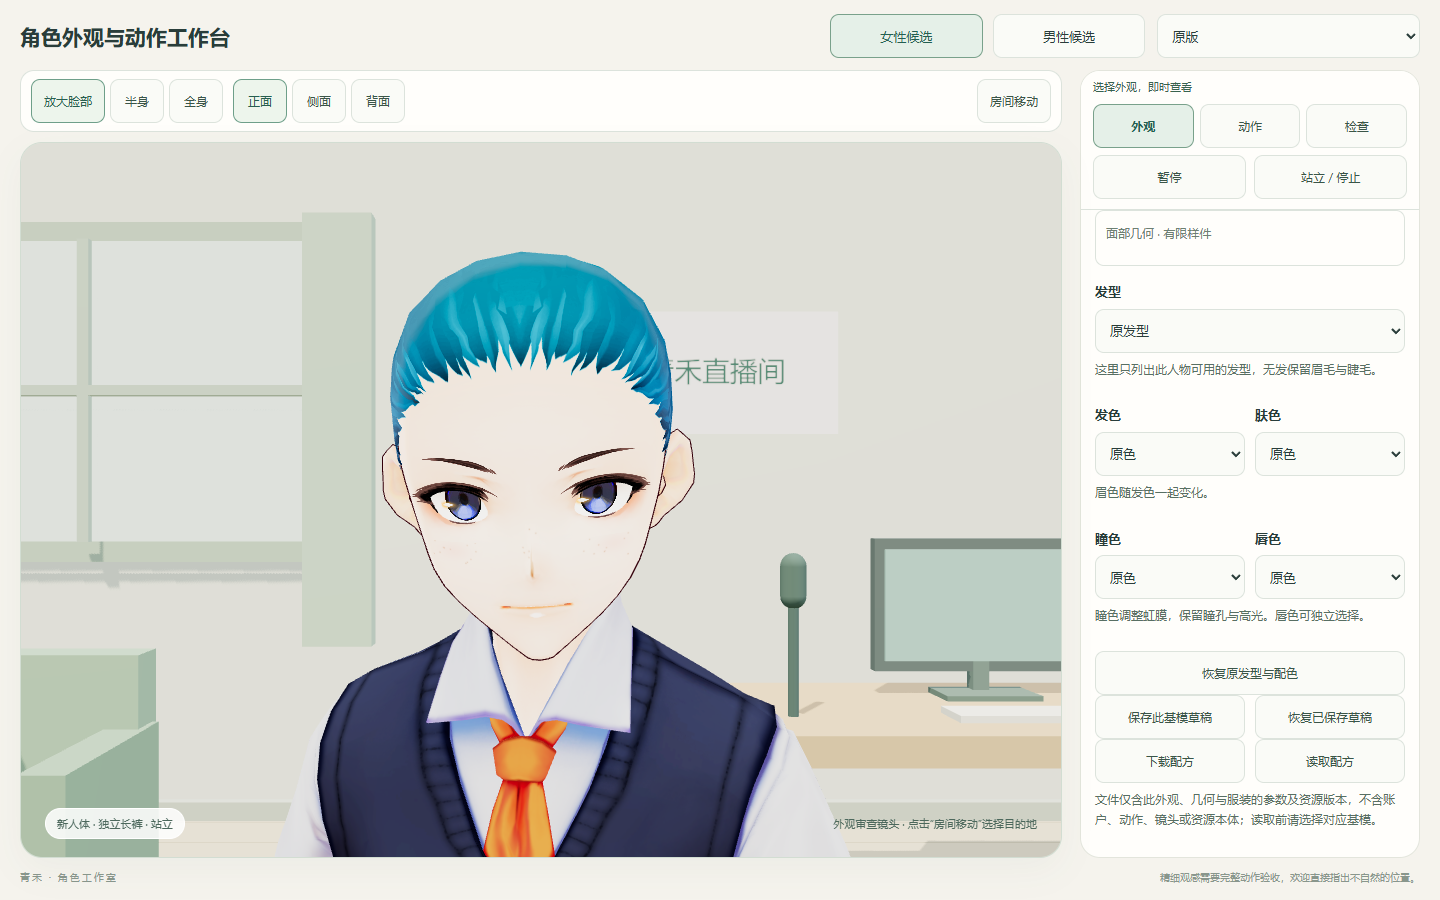 角色外观与动作工作台
女性候选
男性候选
原版
放大脸部
半身
全身
正面
侧面
背面
房间移动
选择外观，即时查看
外观
动作
检查
暂停
站立 / 停止
面部几何 · 有限样件
发型
原发型
这里只列出此人物可用的发型，无发保留眉毛与睫毛。
发色
肤色
原色
原色
眉色随发色一起变化。
瞳色
唇色
原色
原色
瞳色调整虹膜，保留瞳孔与高光。唇色可独立选择。
恢复原发型与配色
保存此基模草稿
恢复已保存草稿
下载配方
读取配方
文件仅含此外观、几何与服装的参数及资源版本，不含账
户、动作、镜头或资源本体；读取前请选择对应基模。
禾直播间
新人体 · 独立长裤 · 站立
外观审查镜头 · 点击“房间移动”选择目的地
青禾 · 角色工作室
精细观感需要完整动作验收，欢迎直接指出不自然的位置。